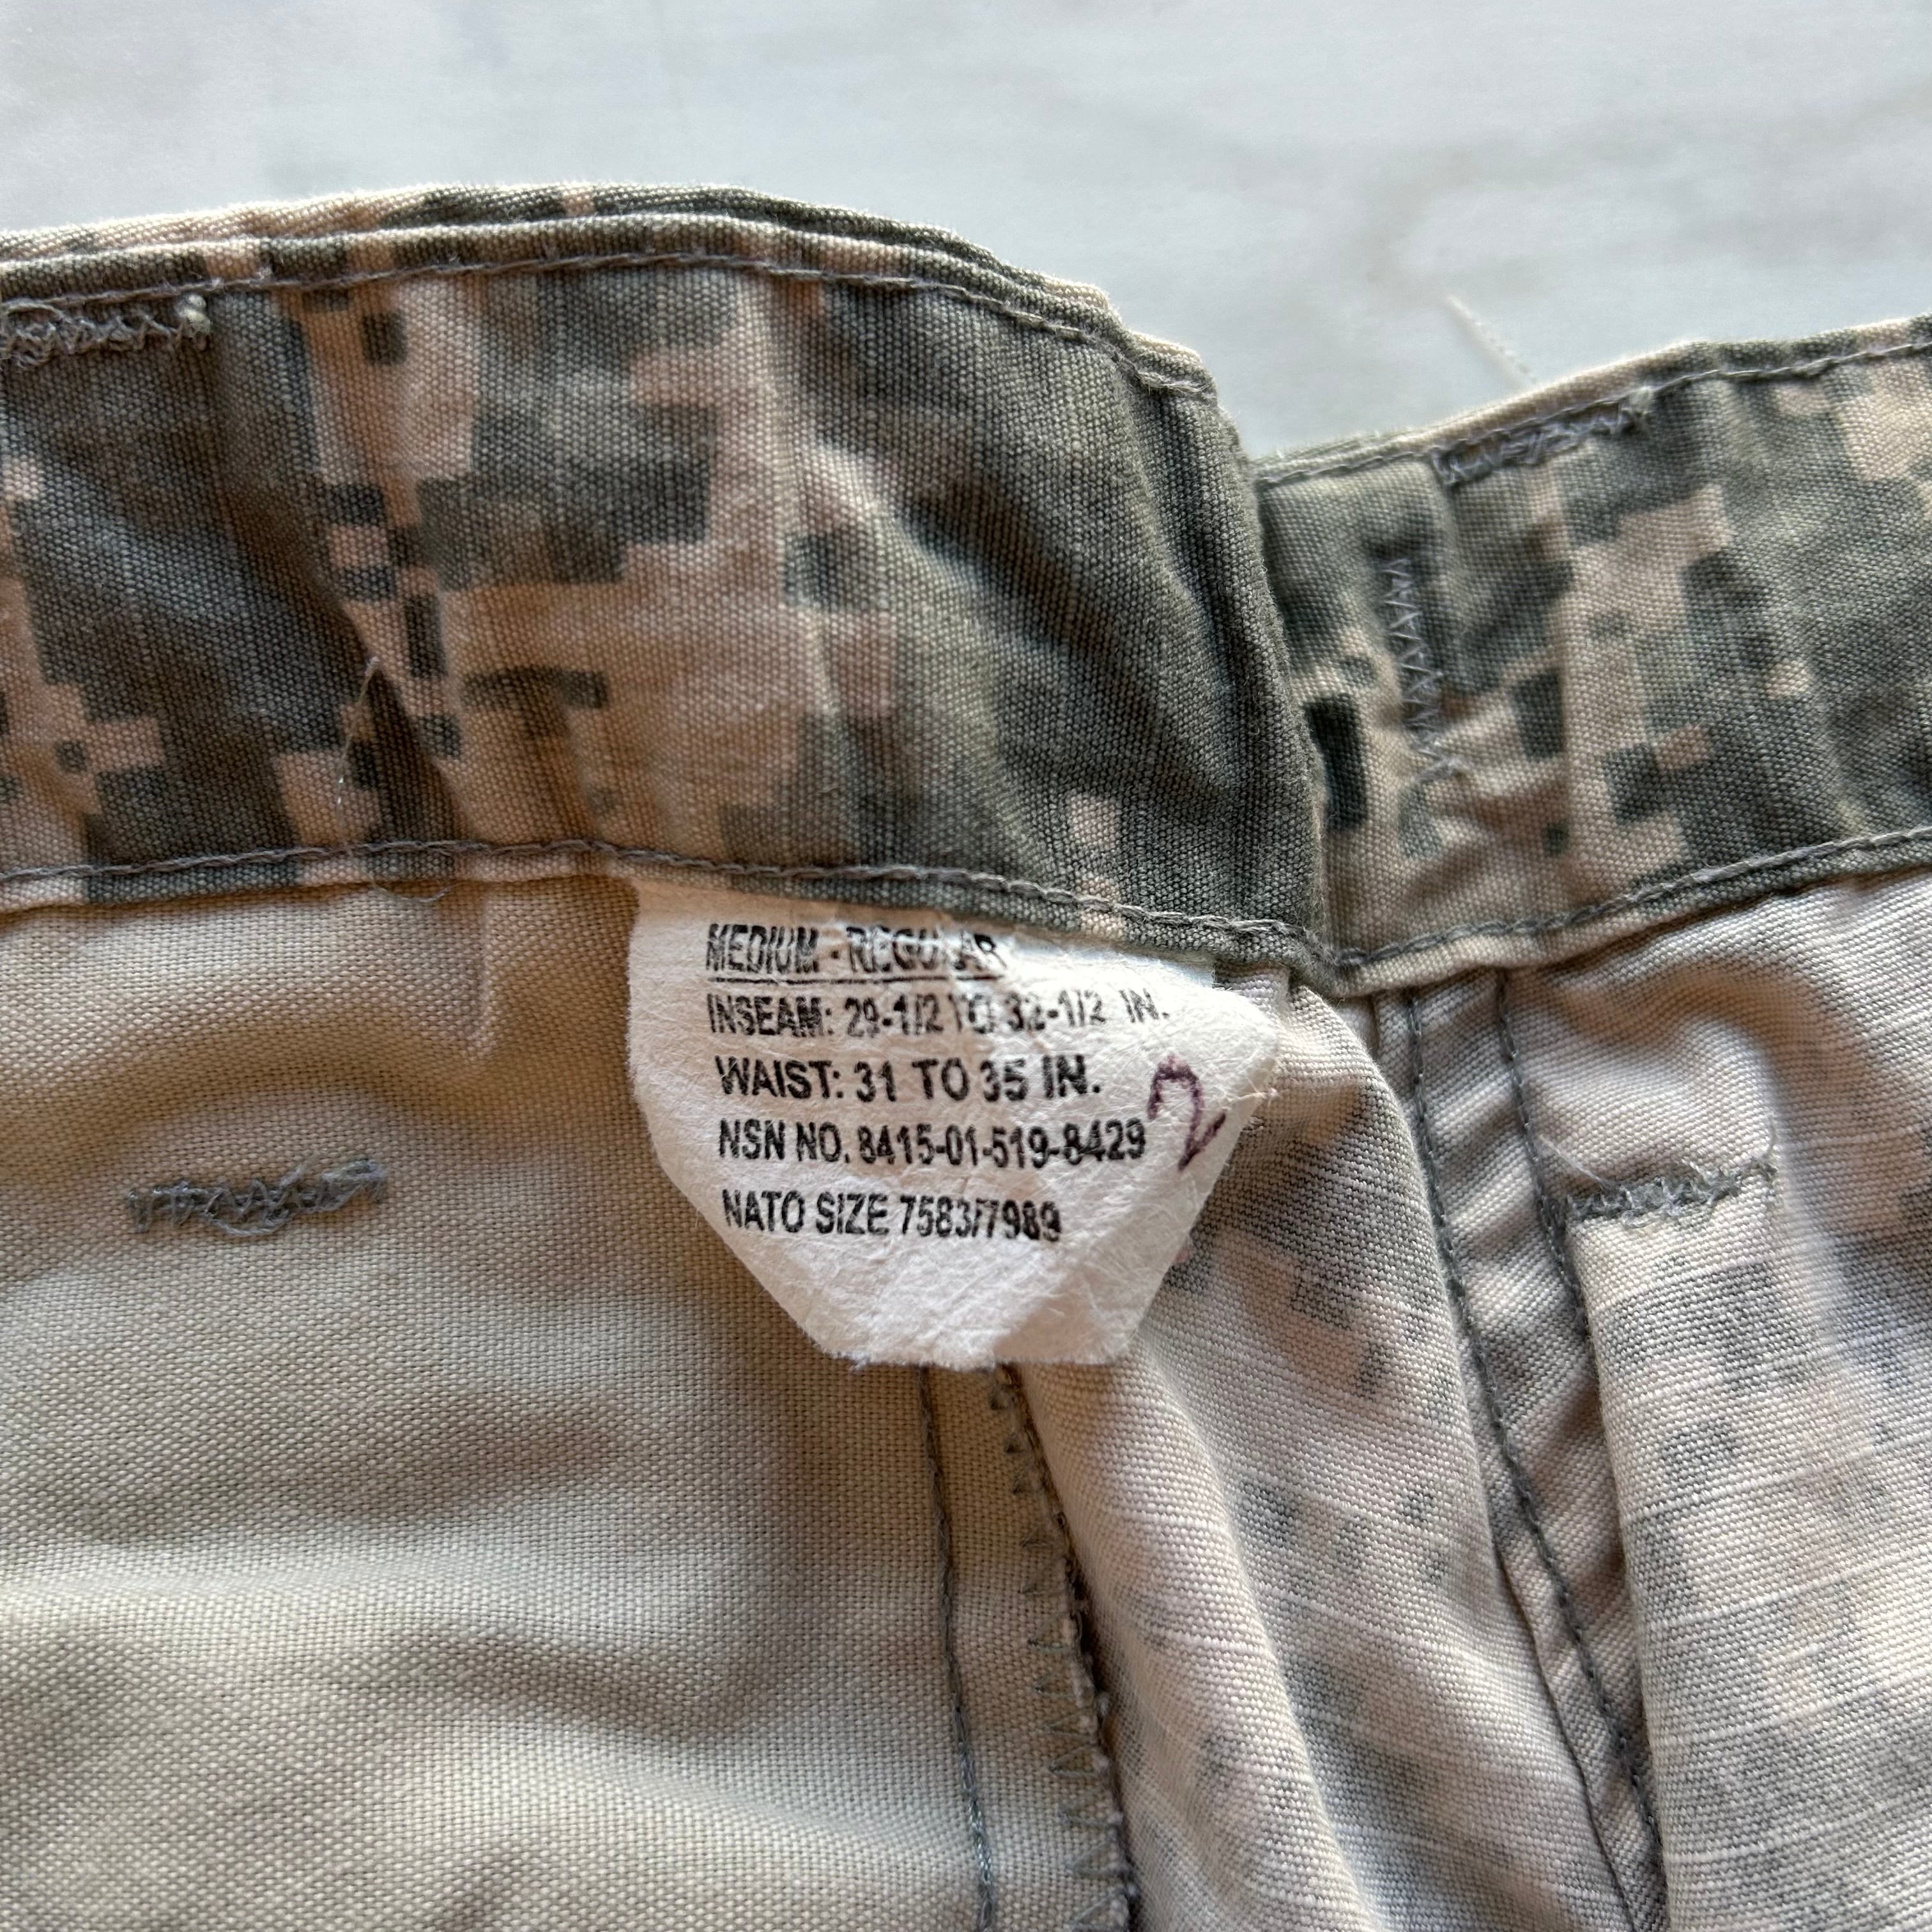 MEDIUM - REGULAR
INSEAM: 29-1/2 TO 32-1/2 IN.
WAIST: 31 TO 35 IN.
NSN NO. 8415-01-519-8429
2
NATO SIZE 7583/7989